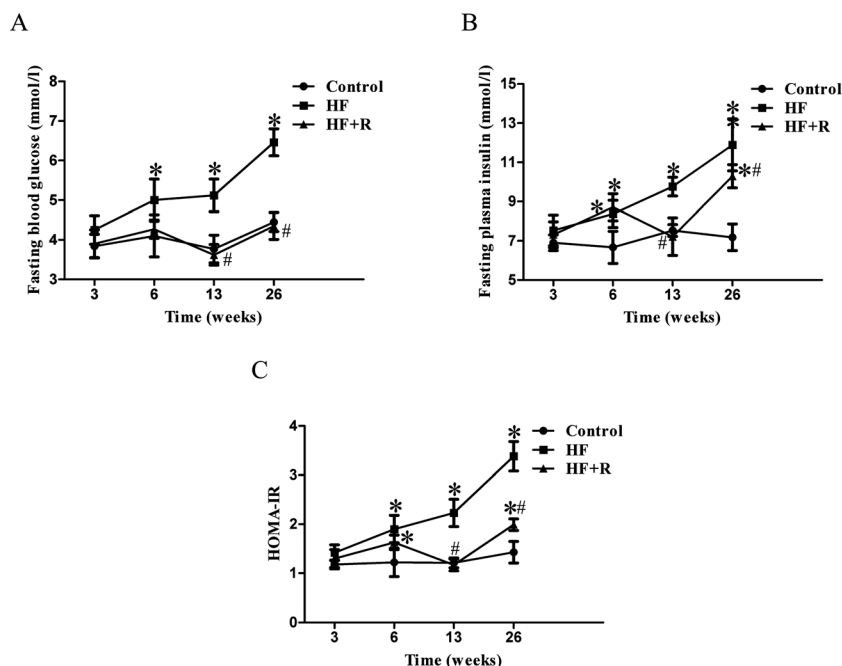 A
Fasting blood glucose (mmol/l)
8
7
6
5
4
3
*
*
*
#
#
3 6 13 26
Time (weeks)
Control
HF
HF+R
B
Fasting plasma insulin (mmol/l)
15
13
11
9
7
5
*
*
*
*
*
*#
#
3 6 13 26
Time (weeks)
Control
HF
HF+R
C
HOMA-IR
4
3
2
1
0
*
*
*
*
*#
#
3 6 13 26
Time (weeks)
Control
HF
HF+R